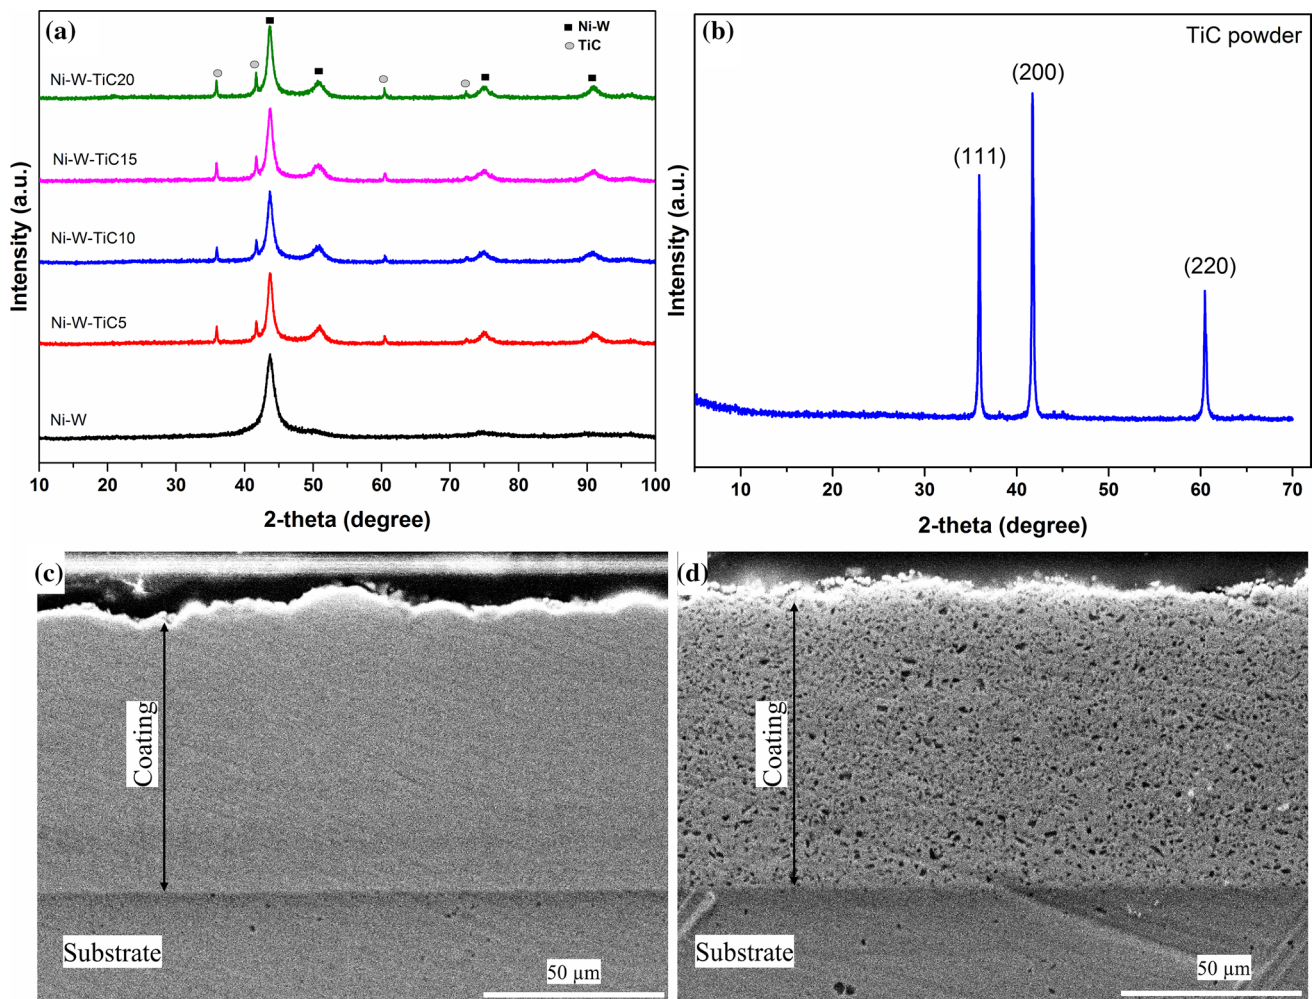 (a)
Ni-W
TiC
Ni-W-TiC20
Ni-W-TiC15
Ni-W-TiC10
Ni-W-TiC5
Ni-W
Intensity (a.u.)
10 20 30 40 50 60 70 80 90 100
2-theta (degree)
(b)
TiC powder
(200)
(111)
(220)
Intensity (a.u.)
10 20 30 40 50 60 70
2-theta (degree)
(c)
Coating
Substrate
50 µm
(d)
Coating
Substrate
50 µm